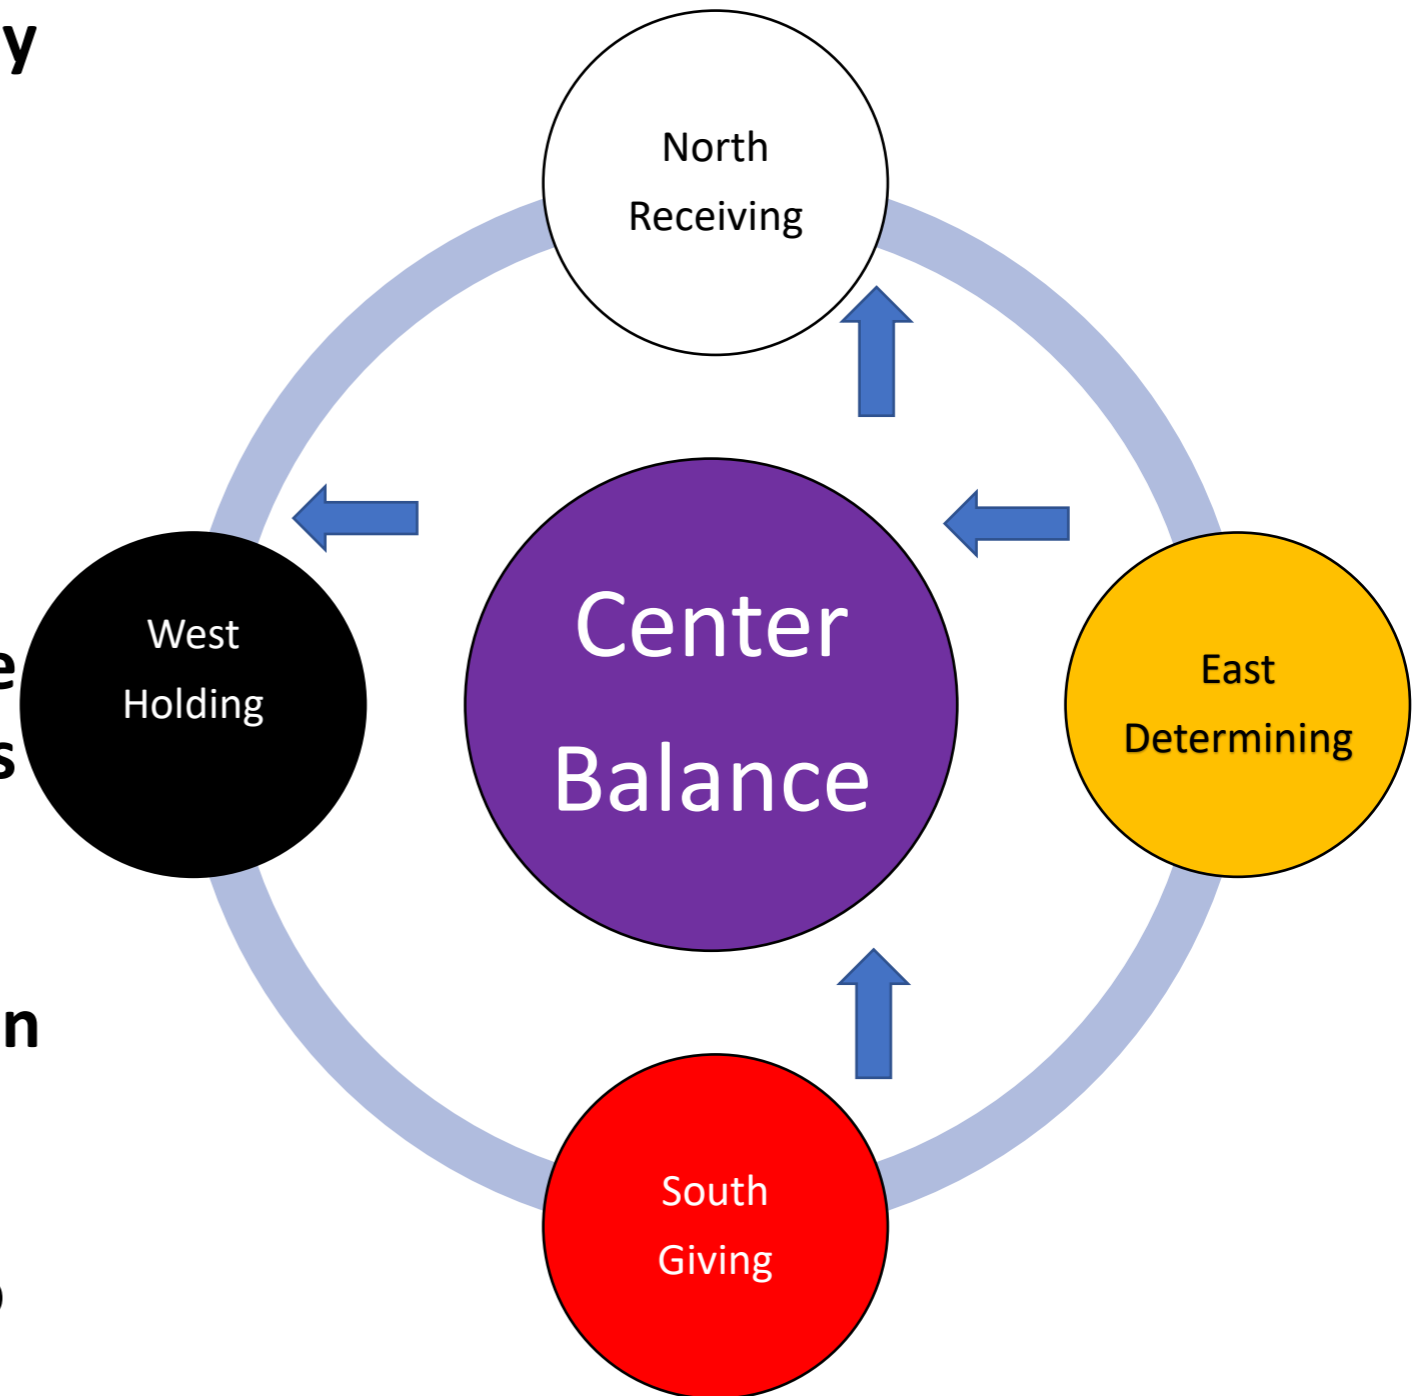 y
North
Receiving
Center
Balance
West
Holding
East
Determining
e
s
n
South
Giving